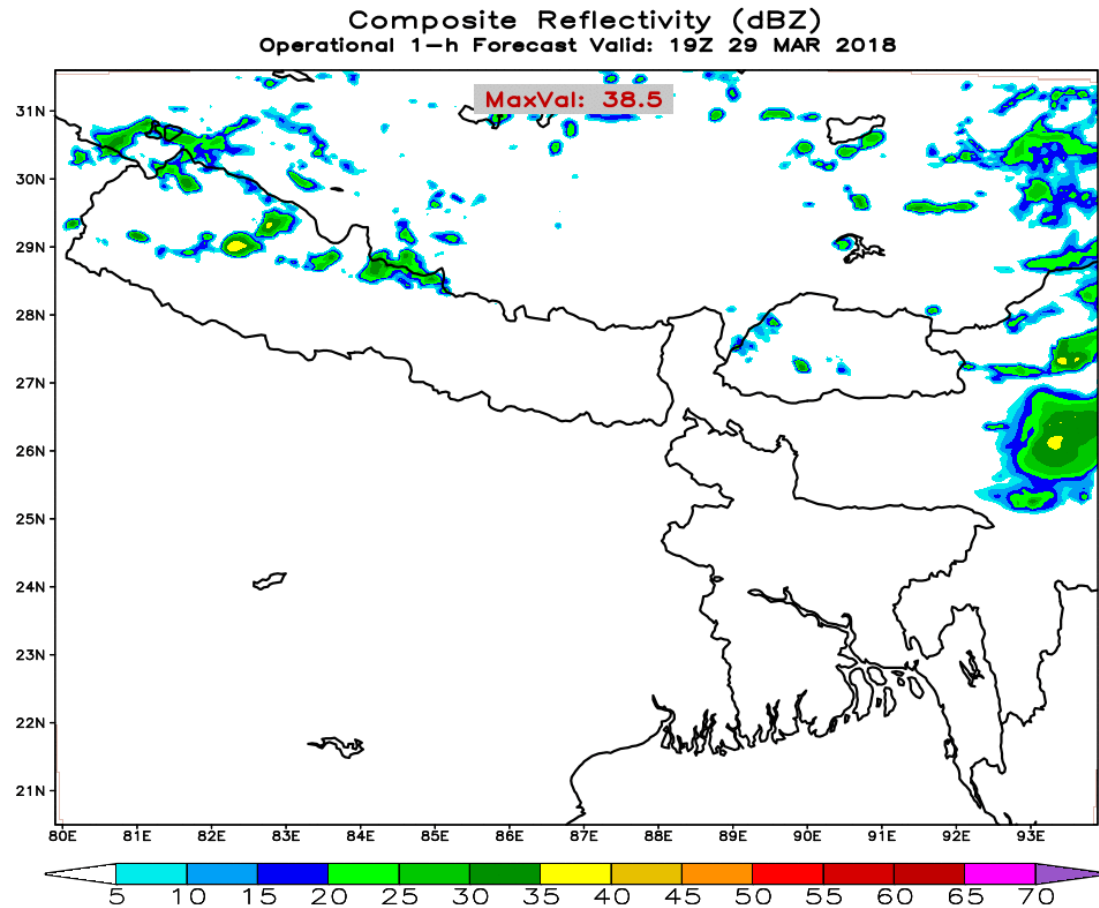 Composite Reflectivity (dBZ)
Operational 1-h Forecast Valid: 19Z 29 MAR 2018
MaxVal: 38.5
31N
30N
29N
28N
27N
26N
25N
24N
23N
22N
21N
80E 81E 82E 83E 84E 85E 86E 87E 88E 89E 90E 91E 92E 93E
5 10 15 20 25 30 35 40 45 50 55 60 65 70